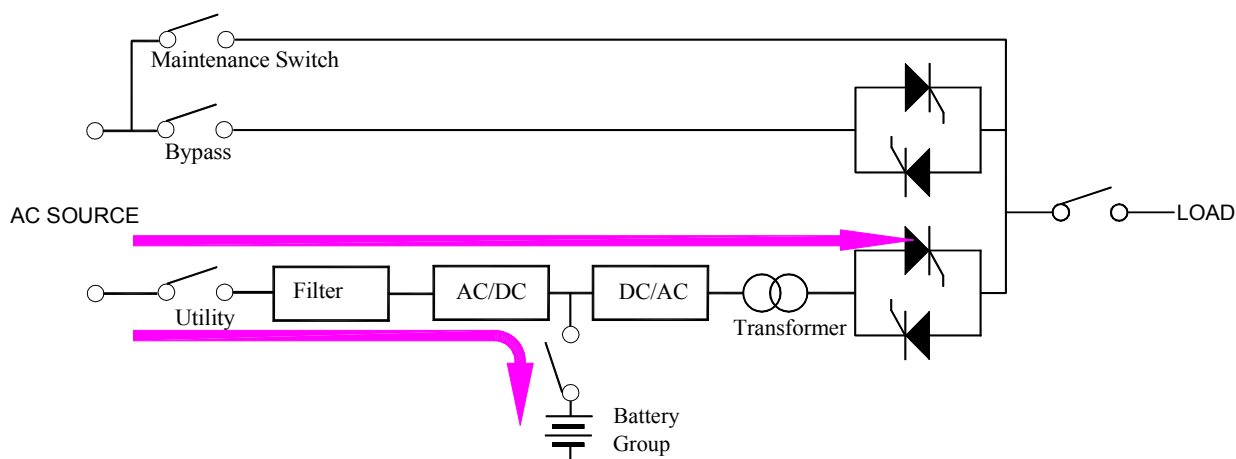 Maintenance Switch
Bypass
AC SOURCE
LOAD
Filter
AC/DC
DC/AC
Utility
Transformer
Battery
Group